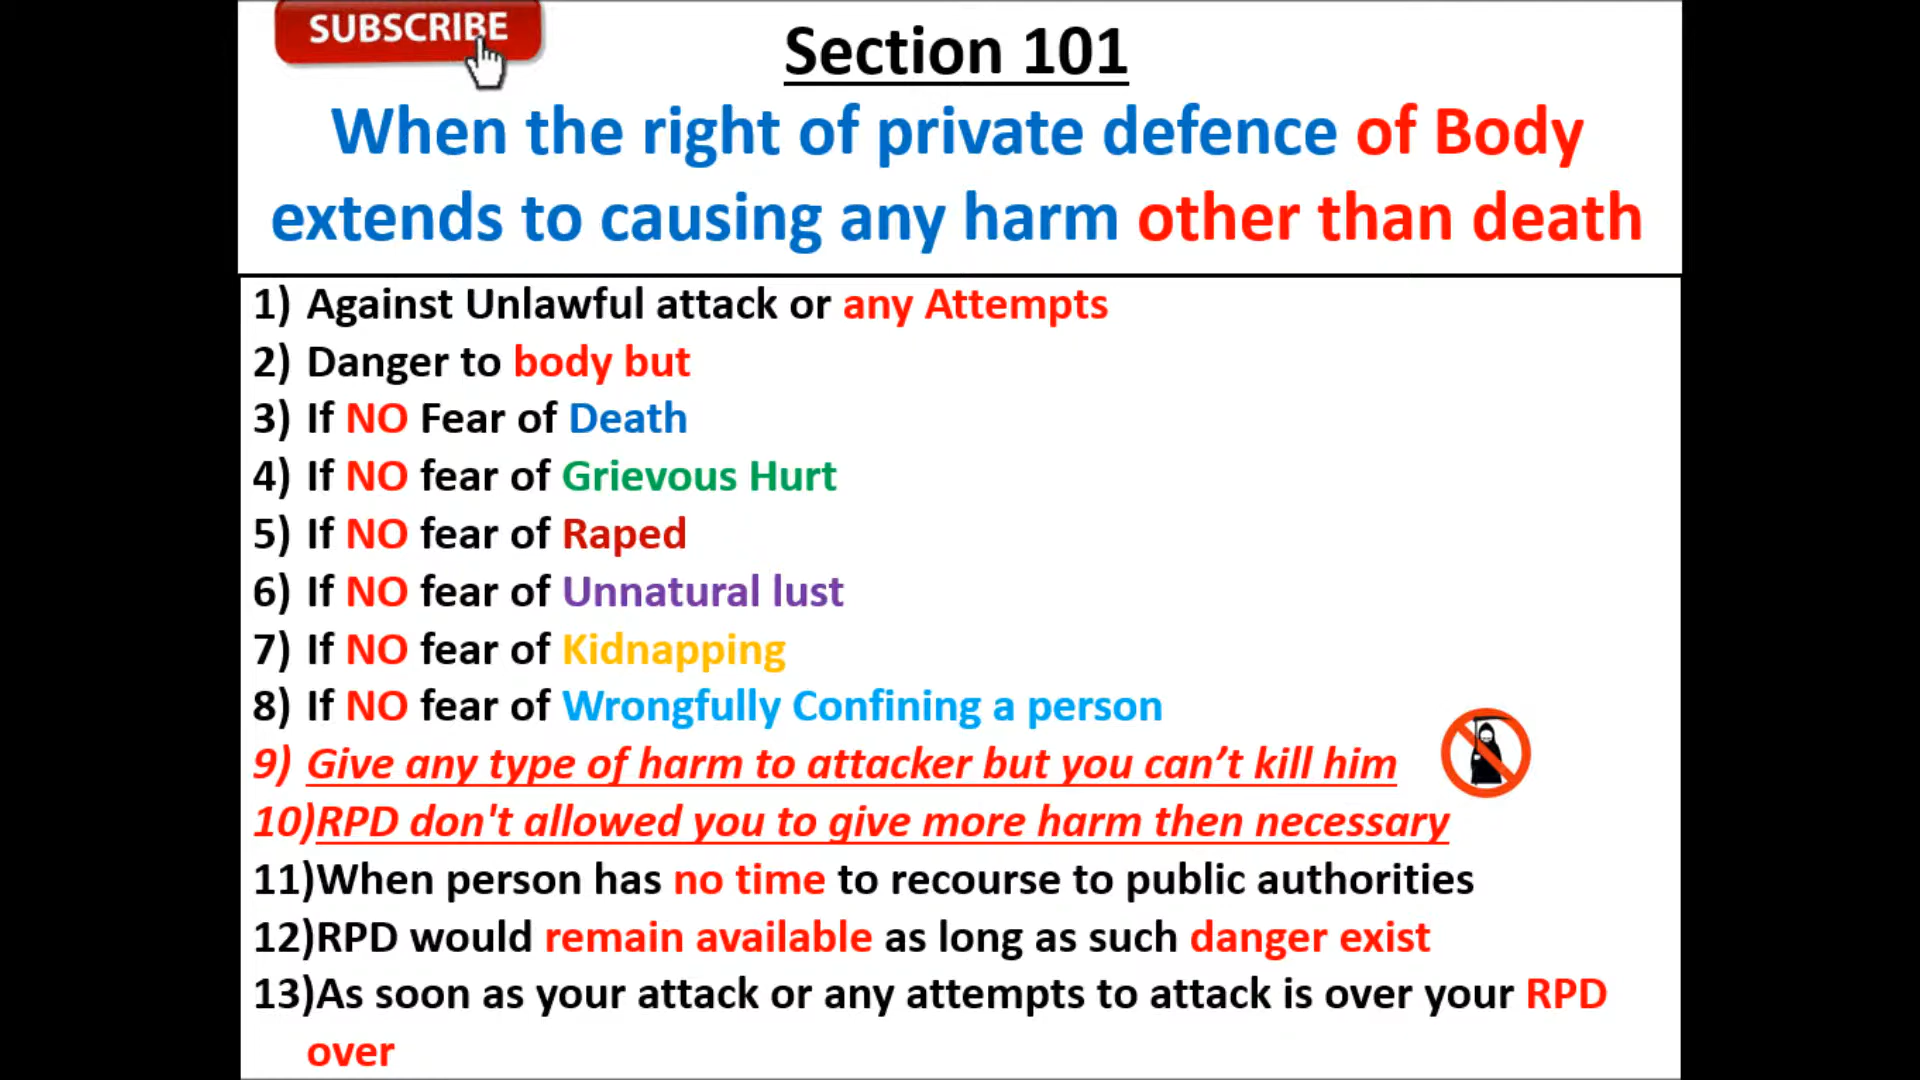 SUBSCRIBE
Section 101
When the right of private defence of Body
extends to causing any harm other than death
1) Against Unlawful attack or any Attempts
2) Danger to body but
3) If NO Fear of Death
4) If NO fear of Grievous Hurt
5) If NO fear of Raped
6) If NO fear of Unnatural lust
7) If NO fear of Kidnapping
8) If NO fear of Wrongfully Confining a person
9) Give any type of harm to attacker but you can’t kill him
10)RPD don't allowed you to give more harm then necessary
11)When person has no time to recourse to public authorities
12)RPD would remain available as long as such danger exist
13)As soon as your attack or any attempts to attack is over your RPD
over